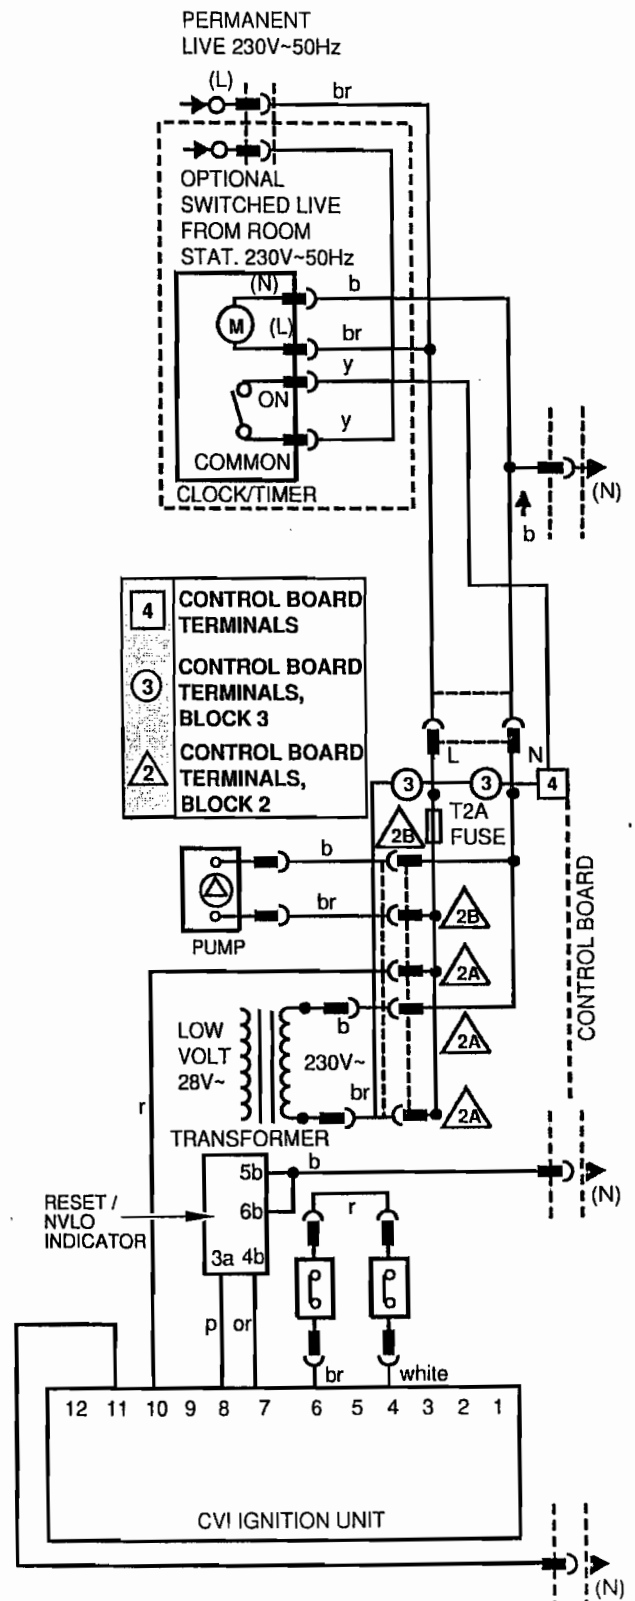 PERMANENT
LIVE 230V~50Hz
(L)
br
OPTIONAL
SWITCHED LIVE
FROM ROOM
STAT. 230V~50Hz
(N)
b
M
(L)
br
y
ON
y
COMMON
CLOCK/TIMER
(N)
b
4
CONTROL BOARD
TERMINALS
3
CONTROL BOARD
TERMINALS,
BLOCK 3
2
CONTROL BOARD
TERMINALS,
BLOCK 2
L
N
3
3
4
2B
T2A
FUSE
b
br
2B
PUMP
CONTROL BOARD
2A
LOW
VOLT
28V~
b
230V~
2A
br
r
2A
TRANSFORMER
5b
b
(N)
6b
r
RESET /
NVLO
INDICATOR
3a 4b
p
or
br
white
12 11 10 9 8 7 6 5 4 3 2 1
CVI IGNITION UNIT
(N)